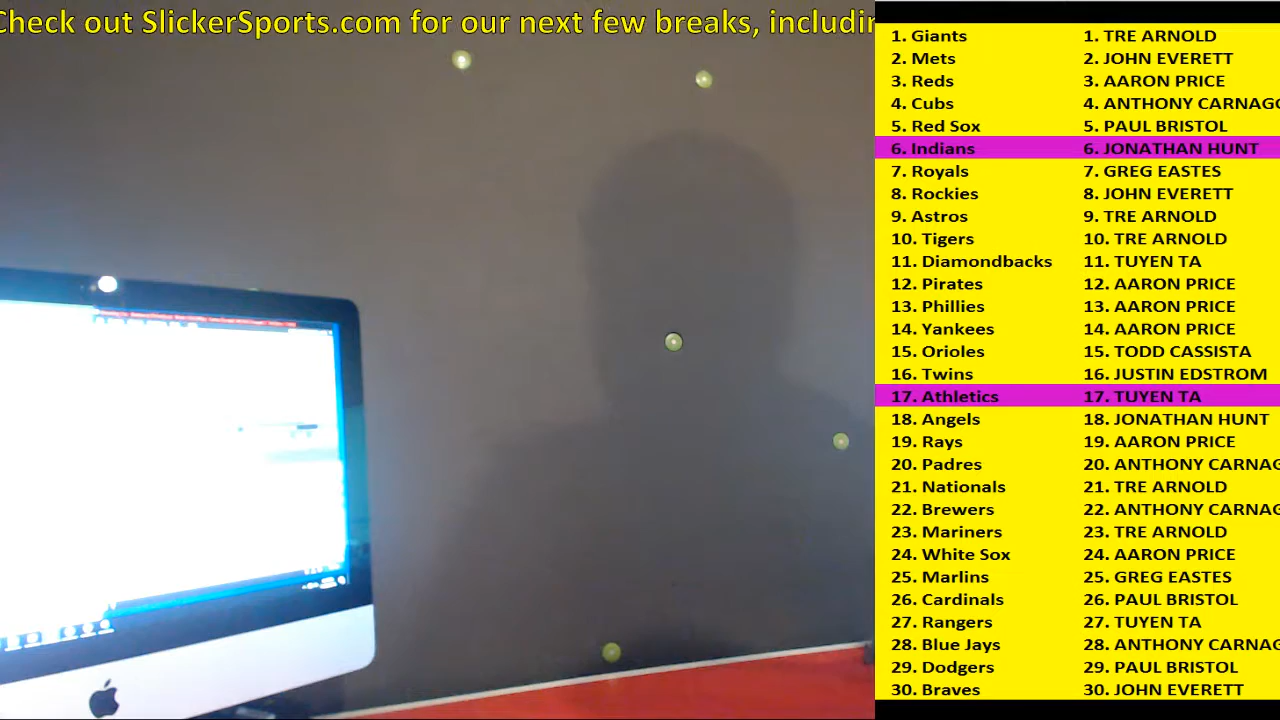 Check out SlickerSports.com for our next few breaks, includin
1. Giants 1. TRE ARNOLD
2. Mets 2. JOHN EVERETT
3. Reds 3. AARON PRICE
4. Cubs 4. ANTHONY CARNAGO
5. Red Sox 5. PAUL BRISTOL
6. Indians 6. JONATHAN HUNT
7. Royals 7. GREG EASTES
8. Rockies 8. JOHN EVERETT
9. Astros 9. TRE ARNOLD
10. Tigers 10. TRE ARNOLD
11. Diamondbacks 11. TUYEN TA
12. Pirates 12. AARON PRICE
13. Phillies 13. AARON PRICE
14. Yankees 14. AARON PRICE
15. Orioles 15. TODD CASSISTA
16. Twins 16. JUSTIN EDSTROM
17. Athletics 17. TUYEN TA
18. Angels 18. JONATHAN HUNT
19. Rays 19. AARON PRICE
20. Padres 20. ANTHONY CARNAG
21. Nationals 21. TRE ARNOLD
22. Brewers 22. ANTHONY CARNAG
23. Mariners 23. TRE ARNOLD
24. White Sox 24. AARON PRICE
25. Marlins 25. GREG EASTES
26. Cardinals 26. PAUL BRISTOL
27. Rangers 27. TUYEN TA
28. Blue Jays 28. ANTHONY CARNAG
29. Dodgers 29. PAUL BRISTOL
30. Braves 30. JOHN EVERETT